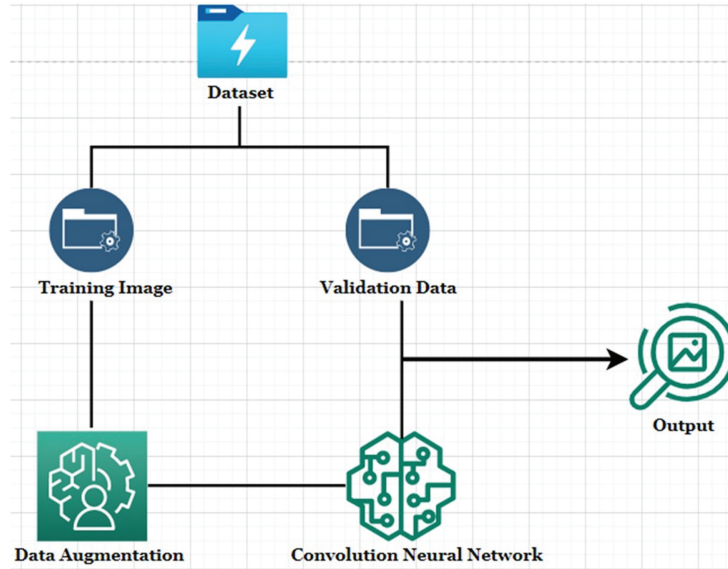 Dataset
Training Image
Validation Data
Output
Data Augmentation
Convolution Neural Network